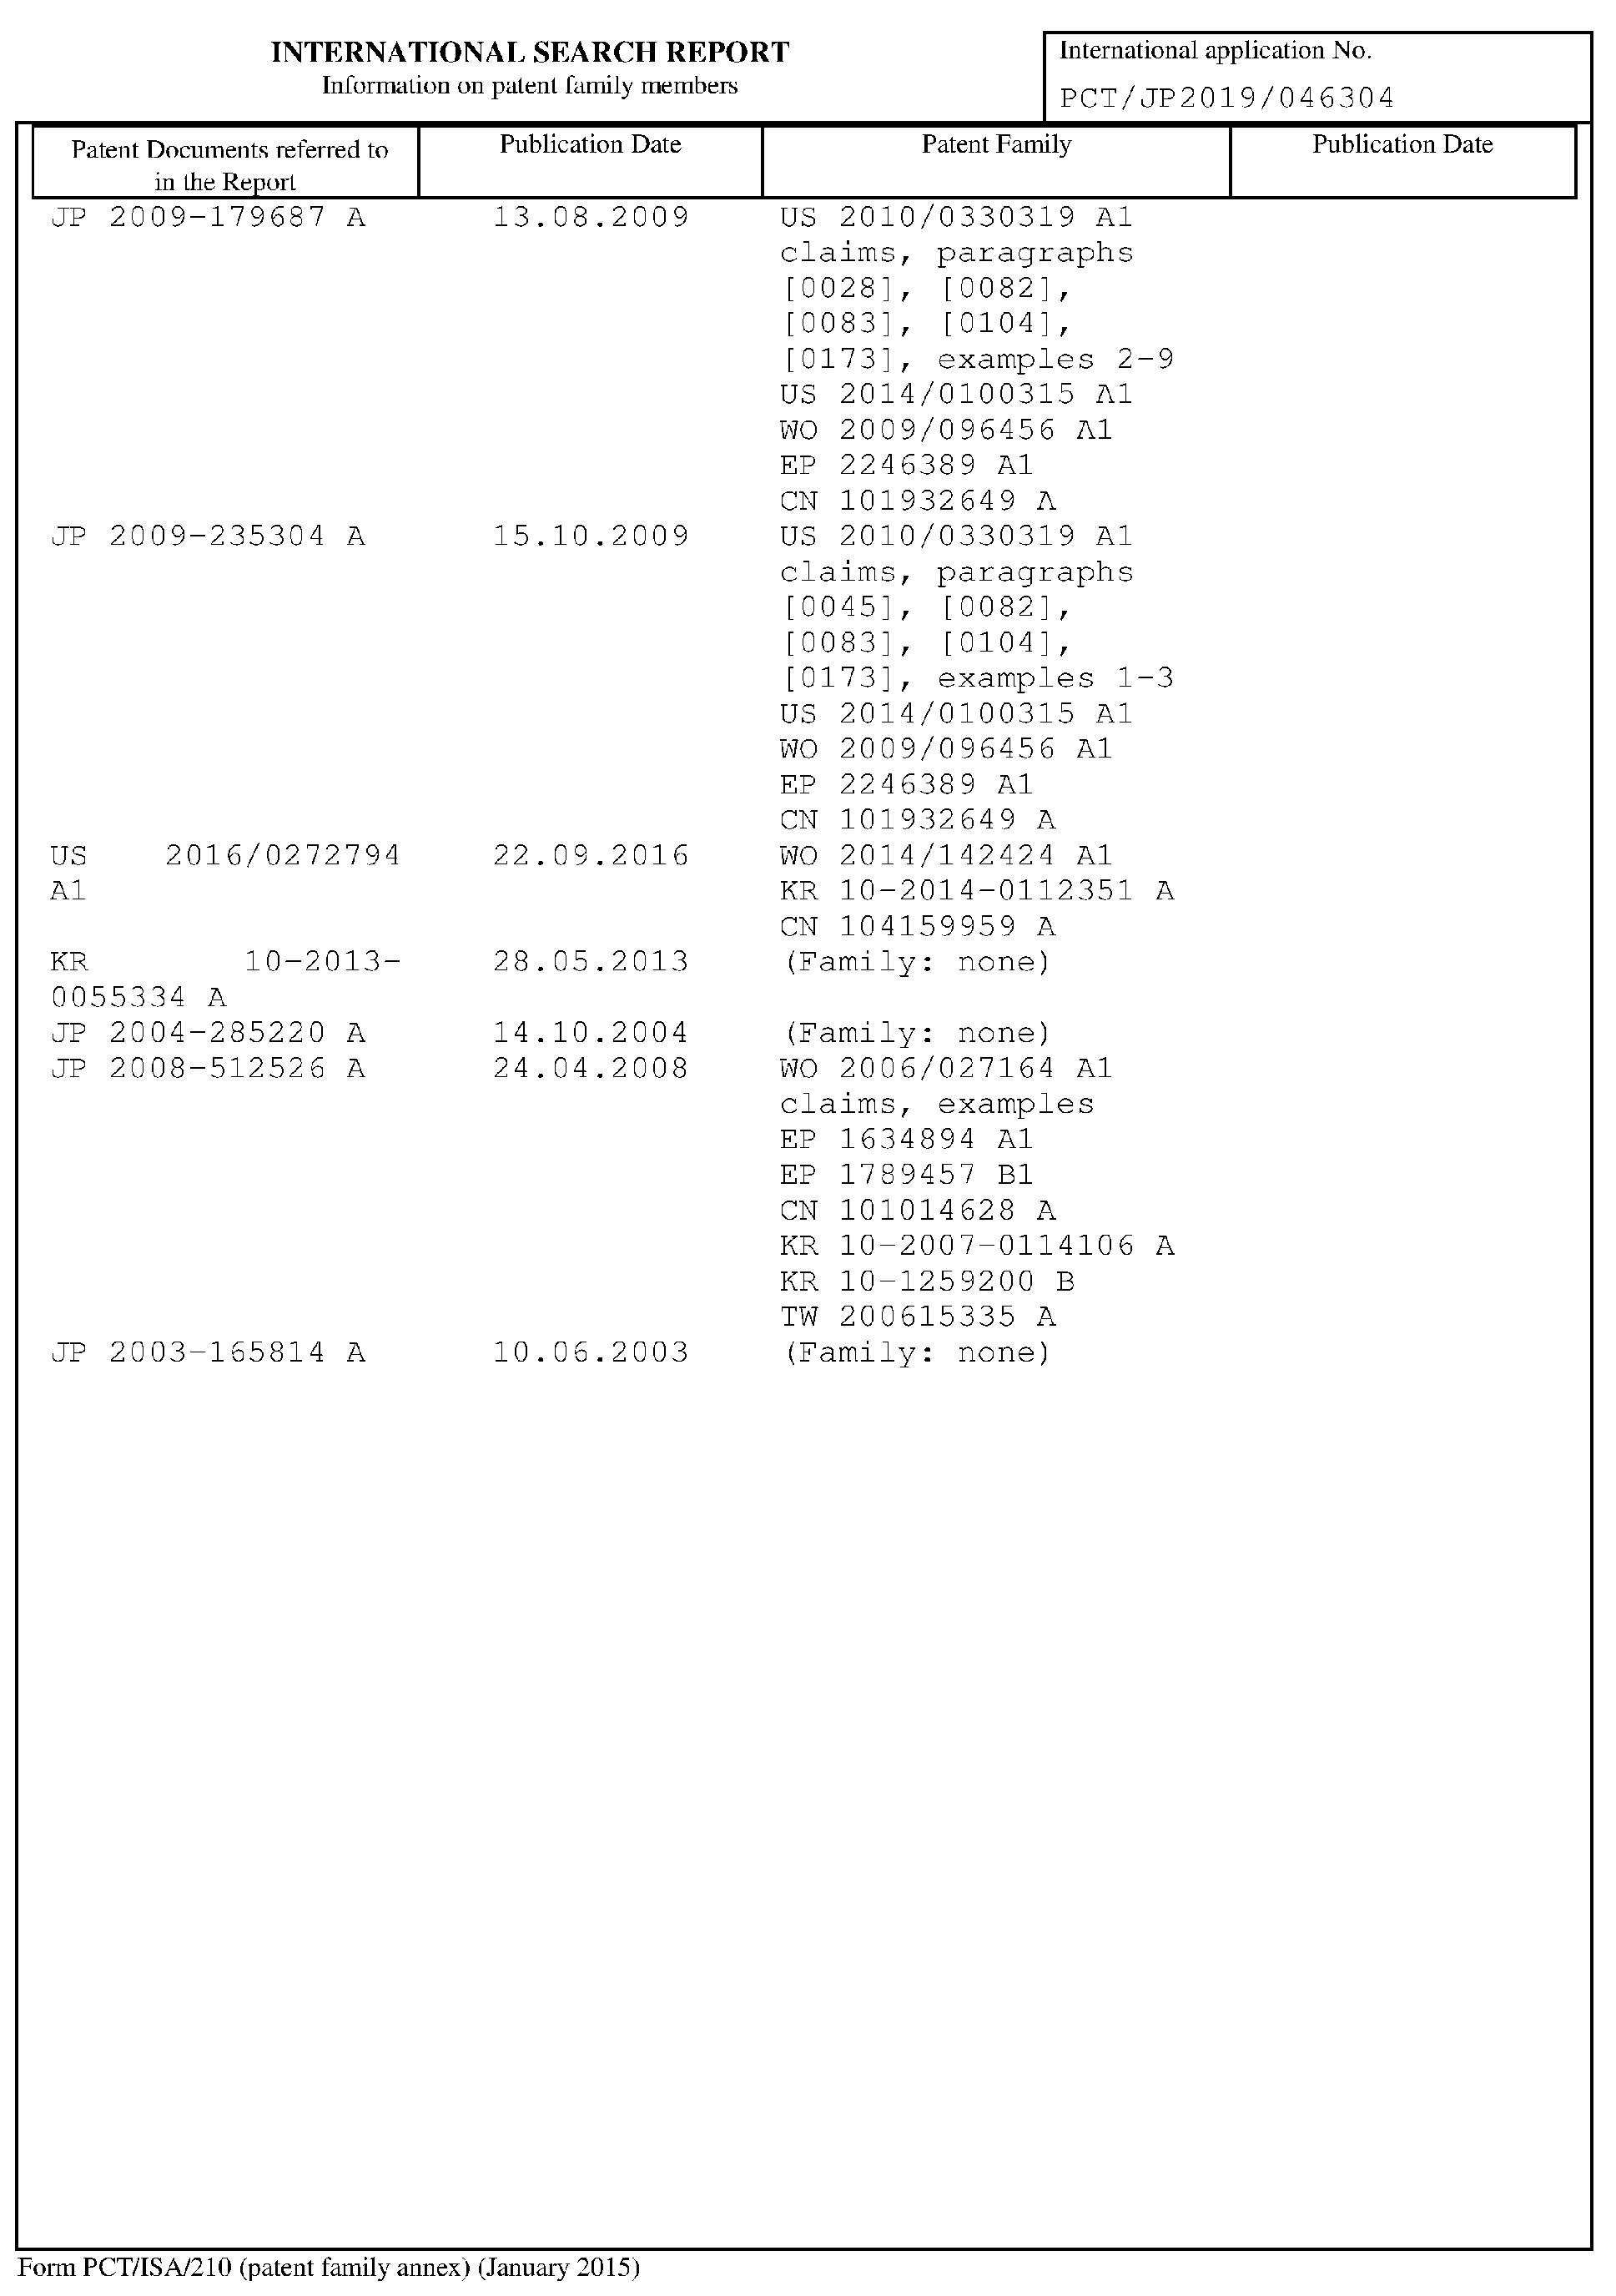 INTERNATIONAL SEARCH REPORT
Information on patent family members
International application No.
PCT/JP2019/046304
Patent Documents referred to in the Report
Publication Date
Patent Family
Publication Date
JP 2009-179687 A 13.08.2009 US 2010/0330319 A1
claims, paragraphs
[0028], [0082],
[0083], [0104],
[0173], examples 2-9
US 2014/0100315 A1
WO 2009/096456 A1
EP 2246389 A1
CN 101932649 A
JP 2009-235304 A 15.10.2009 US 2010/0330319 A1
claims, paragraphs
[0045], [0082],
[0083], [0104],
[0173], examples 1-3
US 2014/0100315 A1
WO 2009/096456 A1
EP 2246389 A1
CN 101932649 A
US 2016/0272794 22.09.2016 WO 2014/142424 A1
A1 KR 10-2014-0112351 A
CN 104159959 A
KR 10-2013- 28.05.2013 (Family: none)
0055334 A
JP 2004-285220 A 14.10.2004 (Family: none)
JP 2008-512526 A 24.04.2008 WO 2006/027164 A1
claims, examples
EP 1634894 A1
EP 1789457 B1
CN 101014628 A
KR 10-2007-0114106 A
KR 10-1259200 B
TW 200615335 A
JP 2003-165814 A 10.06.2003 (Family: none)
Form PCT/ISA/210 (patent family annex) (January 2015)